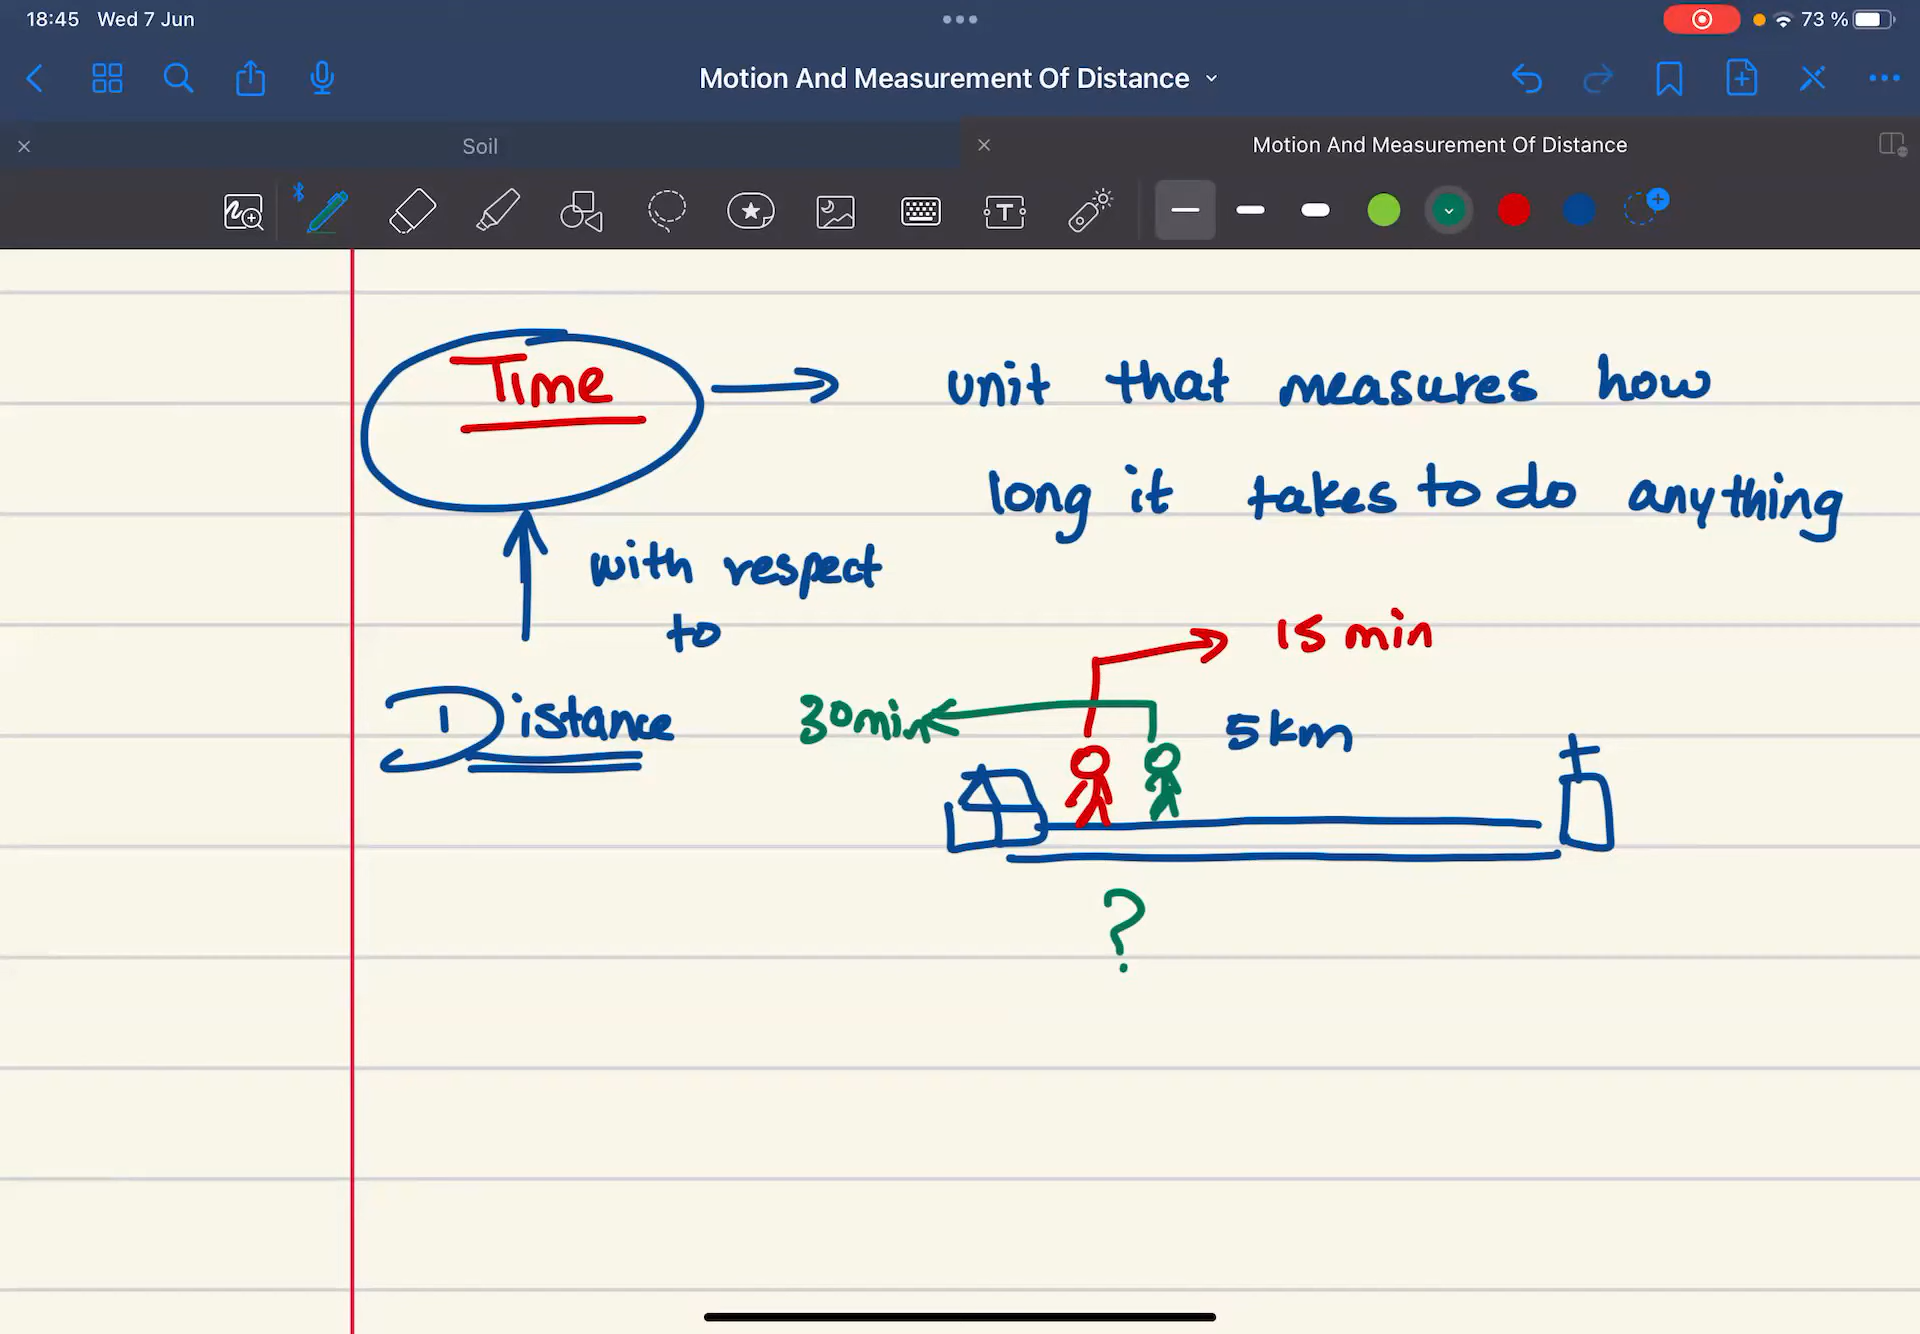 18:45 Wed 7 Jun
73 %
Motion And Measurement Of Distance
Soil
Motion And Measurement Of Distance
T
Time
unit that measures how
long it takes to do anything
with respect
to
15 min
Distance
30min
5km
?